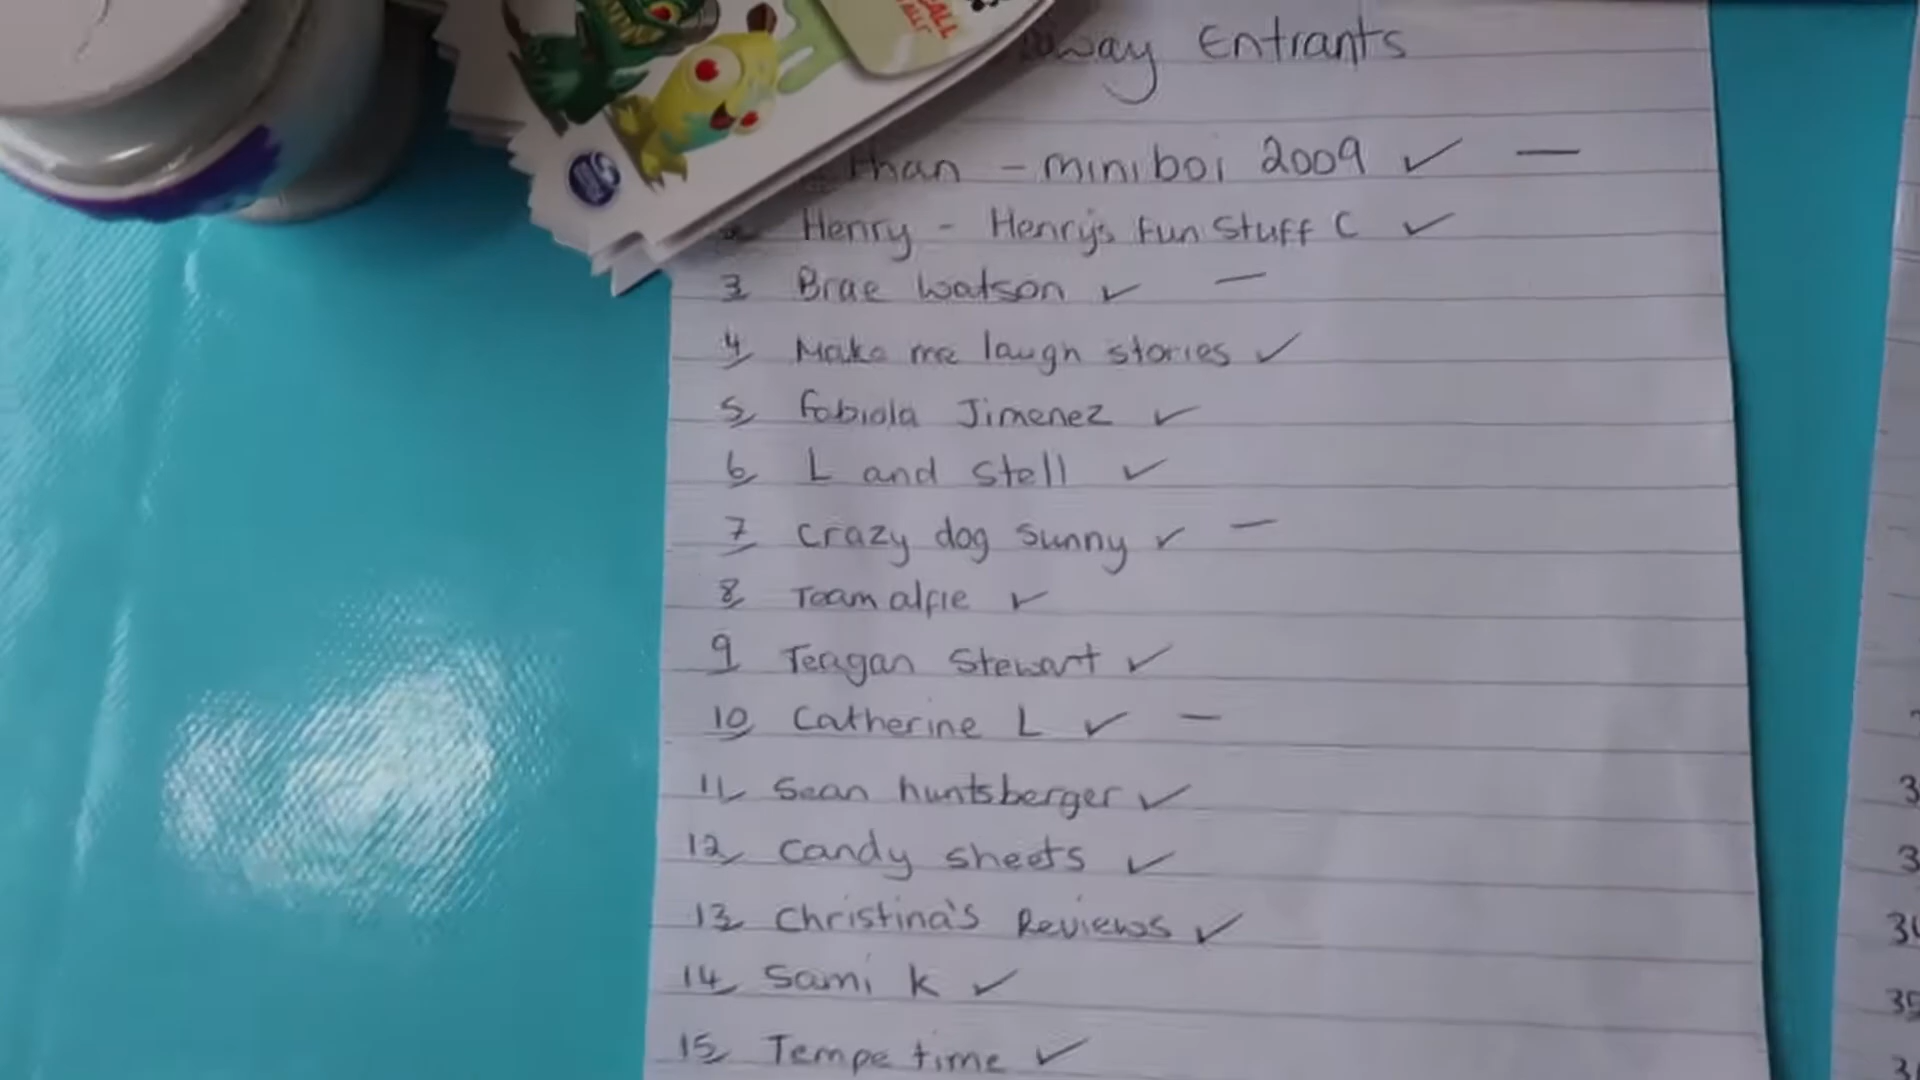 Entrants
- miniboi 2009 ✓ —
Henry - Henry's Fun Stuff C ✓
3 Brae Watson ✓ —
4 Make me laugh stories ✓
5 Fabiola Jimenez ✓
6 L and Stell ✓
7 Crazy dog Sunny ✓ —
8 Team alfie ✓
9 Teagan Stewart ✓
10 Catherine L ✓ —
11 Sean huntsberger ✓
12 Candy sheets ✓
13 Christina's Reviews ✓
14 Sami K ✓
15 Tempe time ✓
35